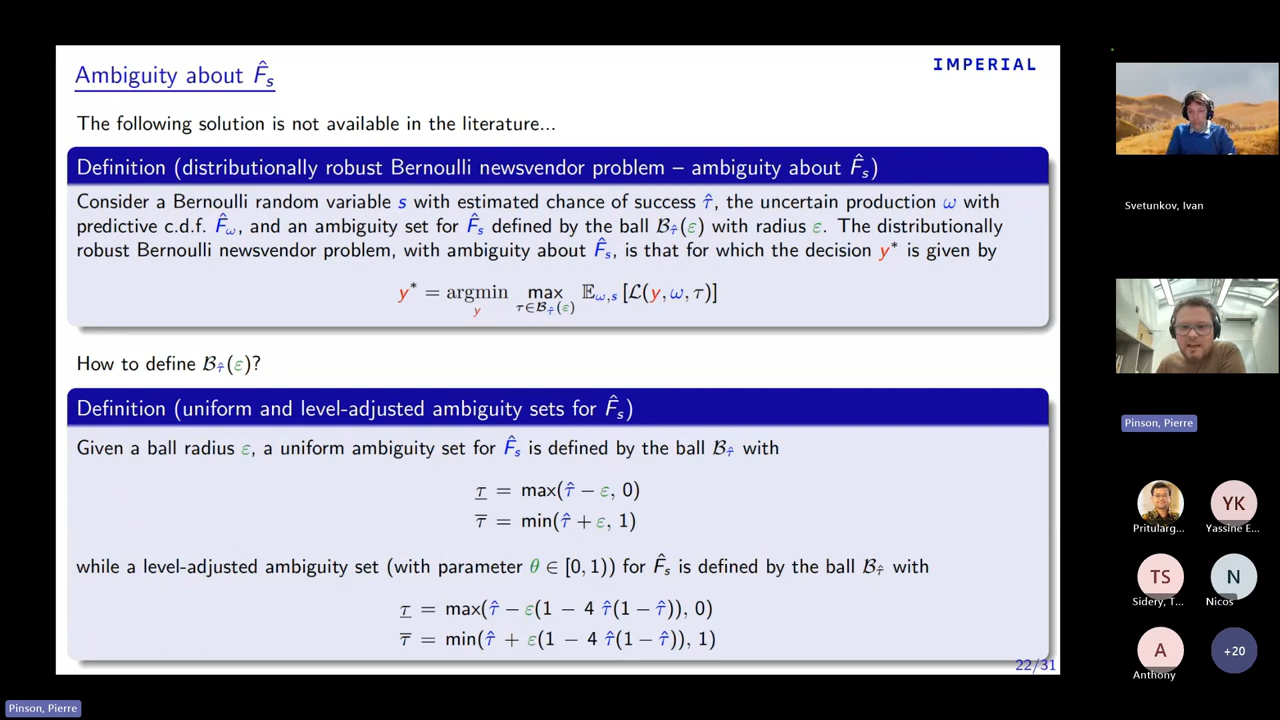 Ambiguity about F̂ₛ
IMPERIAL
The following solution is not available in the literature...
Definition (distributionally robust Bernoulli newsvendor problem – ambiguity about F̂ₛ)
Consider a Bernoulli random variable s with estimated chance of success τ̂, the uncertain production ω with
predictive c.d.f. F̂_ω, and an ambiguity set for F̂ₛ defined by the ball ℬ_τ̂(ε) with radius ε. The distributionally
robust Bernoulli newsvendor problem, with ambiguity about F̂ₛ, is that for which the decision y* is given by
y* = argmin_y max_{τ∈ℬ_τ̂(ε)} 𝔼_{ω,s} [ℒ(y, ω, τ)]
How to define ℬ_τ̂(ε)?
Definition (uniform and level-adjusted ambiguity sets for F̂ₛ)
Given a ball radius ε, a uniform ambiguity set for F̂ₛ is defined by the ball ℬ_τ̂ with
τ̲ = max(τ̂ − ε, 0)
τ̅ = min(τ̂ + ε, 1)
while a level-adjusted ambiguity set (with parameter θ ∈ [0, 1)) for F̂ₛ is defined by the ball ℬ_τ̂ with
τ̲ = max(τ̂ − ε(1 − 4 τ̂(1 − τ̂)), 0)
τ̅ = min(τ̂ + ε(1 − 4 τ̂(1 − τ̂)), 1)
22/31
Svetunkov, Ivan
Pinson, Pierre
Pritularg...
YK
Yassine E...
TS
Sidery, T...
N
Nicos
A
Anthony
+20
Pinson, Pierre